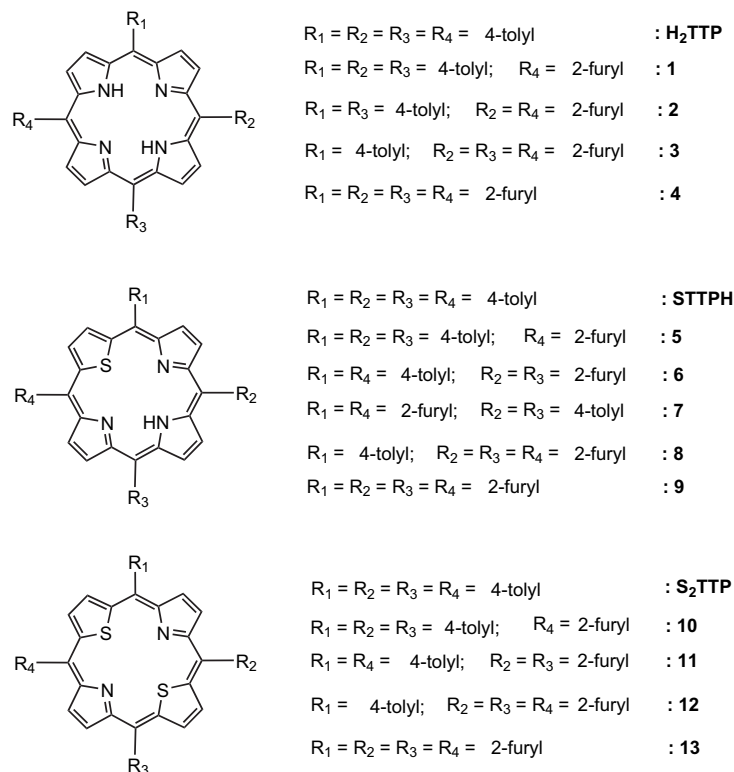 R₁
R₁ = R₂ = R₃ = R₄ = 4-tolyl : H₂TTP
R₁ = R₂ = R₃ = 4-tolyl; R₄ = 2-furyl : 1
NH N
R₄ R₂
R₁ = R₃ = 4-tolyl; R₂ = R₄ = 2-furyl : 2
N HN
R₁ = 4-tolyl; R₂ = R₃ = R₄ = 2-furyl : 3
R₁ = R₂ = R₃ = R₄ = 2-furyl : 4
R₃
R₁
R₁ = R₂ = R₃ = R₄ = 4-tolyl : STTPH
R₁ = R₂ = R₃ = 4-tolyl; R₄ = 2-furyl : 5
S N
R₁ = R₄ = 4-tolyl; R₂ = R₃ = 2-furyl : 6
R₄ R₂
R₁ = R₄ = 2-furyl; R₂ = R₃ = 4-tolyl : 7
N HN
R₁ = 4-tolyl; R₂ = R₃ = R₄ = 2-furyl : 8
R₃
R₁ = R₂ = R₃ = R₄ = 2-furyl : 9
R₁
R₁ = R₂ = R₃ = R₄ = 4-tolyl : S₂TTP
R₁ = R₂ = R₃ = 4-tolyl; R₄ = 2-furyl : 10
S N
R₄ R₂
R₁ = R₄ = 4-tolyl; R₂ = R₃ = 2-furyl : 11
N S
R₁ = 4-tolyl; R₂ = R₃ = R₄ = 2-furyl : 12
R₁ = R₂ = R₃ = R₄ = 2-furyl : 13
R₃